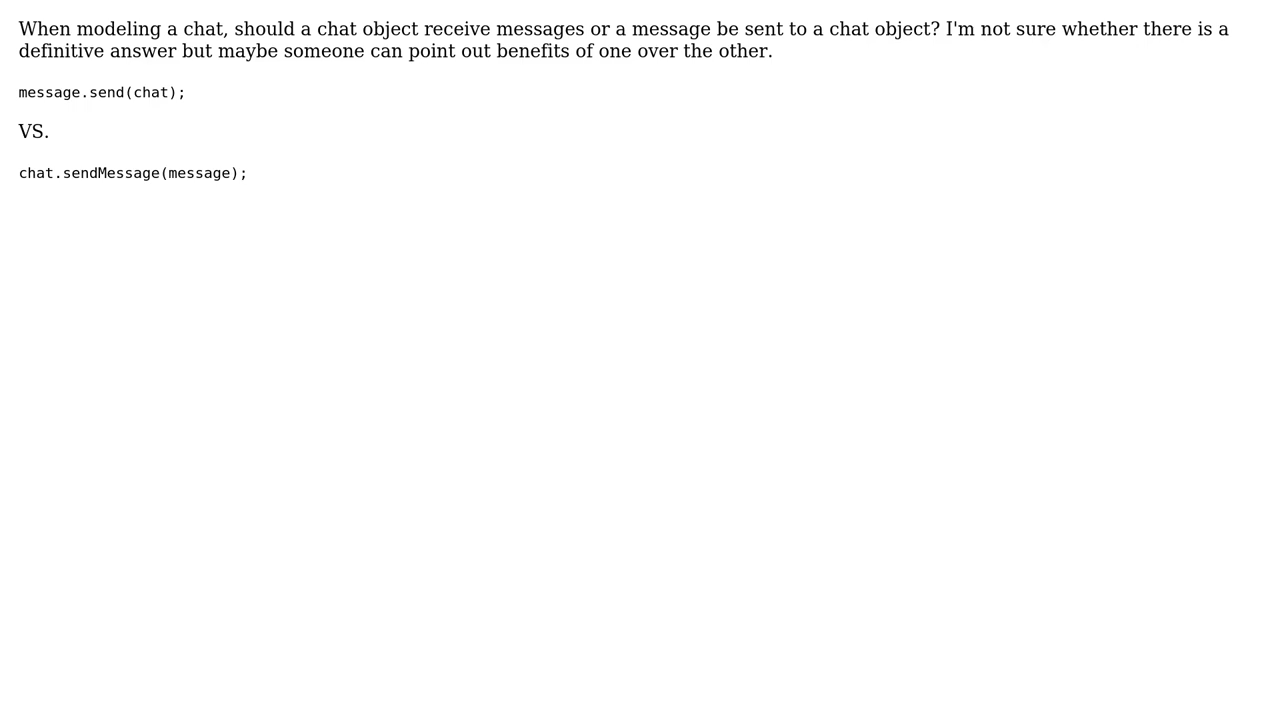 When modeling a chat, should a chat object receive messages or a message be sent to a chat object? I'm not sure whether there is a
definitive answer but maybe someone can point out benefits of one over the other.
message.send(chat);
VS.
chat.sendMessage(message);